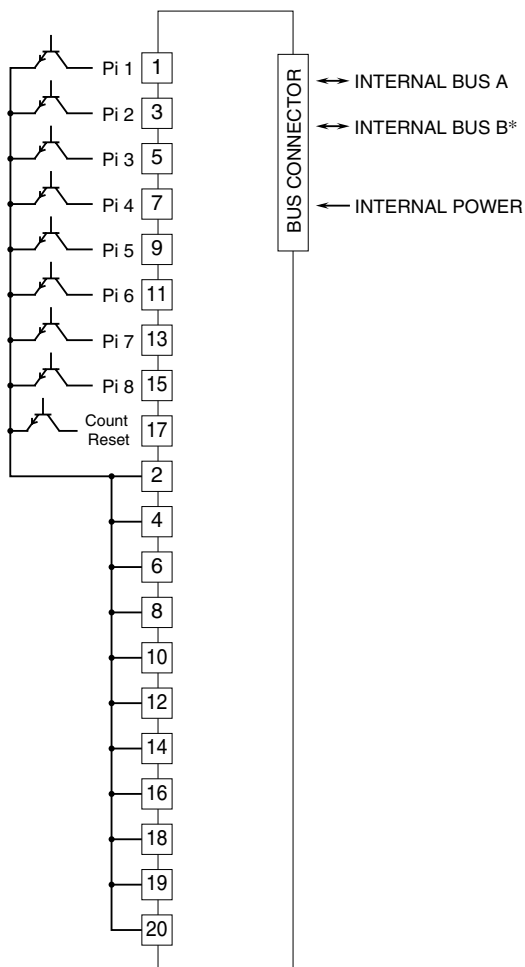 Pi 1 1
Pi 2 3
Pi 3 5
Pi 4 7
Pi 5 9
Pi 6 11
Pi 7 13
Pi 8 15
Count
Reset 17
2
4
6
8
10
12
14
16
18
19
20
BUS CONNECTOR
INTERNAL BUS A
INTERNAL BUS B*
INTERNAL POWER